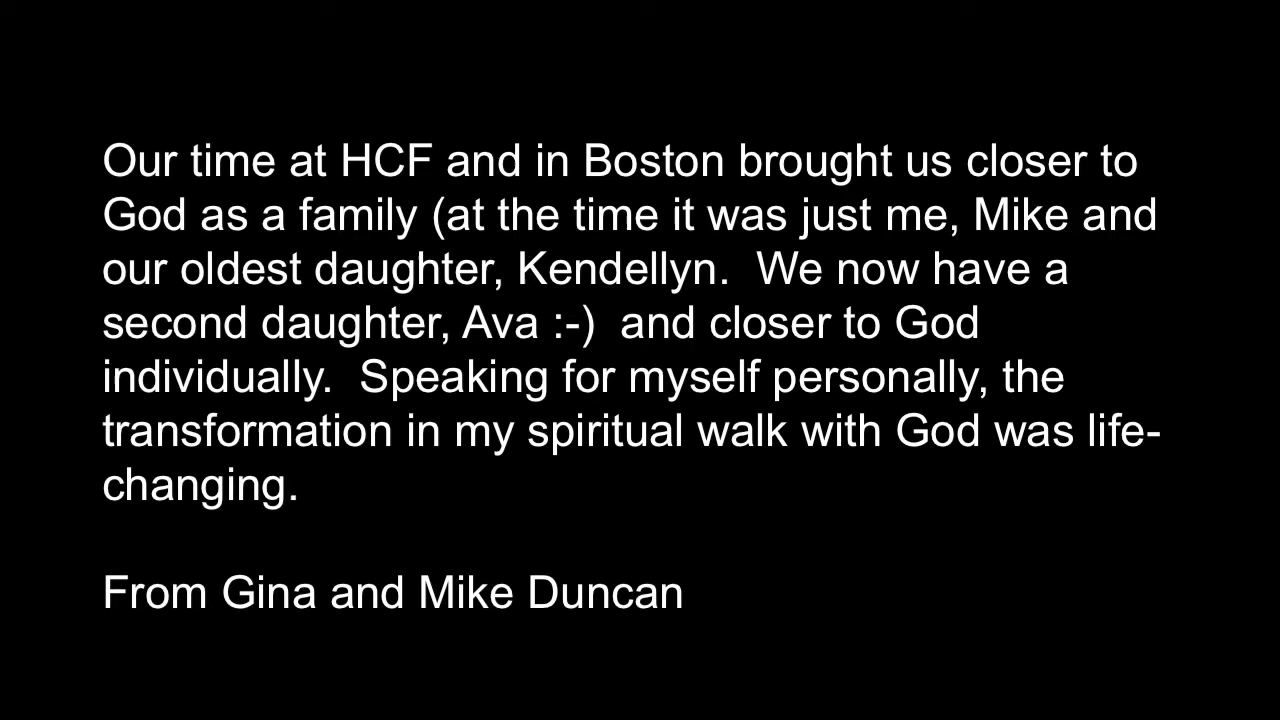 Our time at HCF and in Boston brought us closer to
God as a family (at the time it was just me, Mike and
our oldest daughter, Kendellyn.  We now have a
second daughter, Ava :-)  and closer to God
individually.  Speaking for myself personally, the
transformation in my spiritual walk with God was life-
changing.
From Gina and Mike Duncan